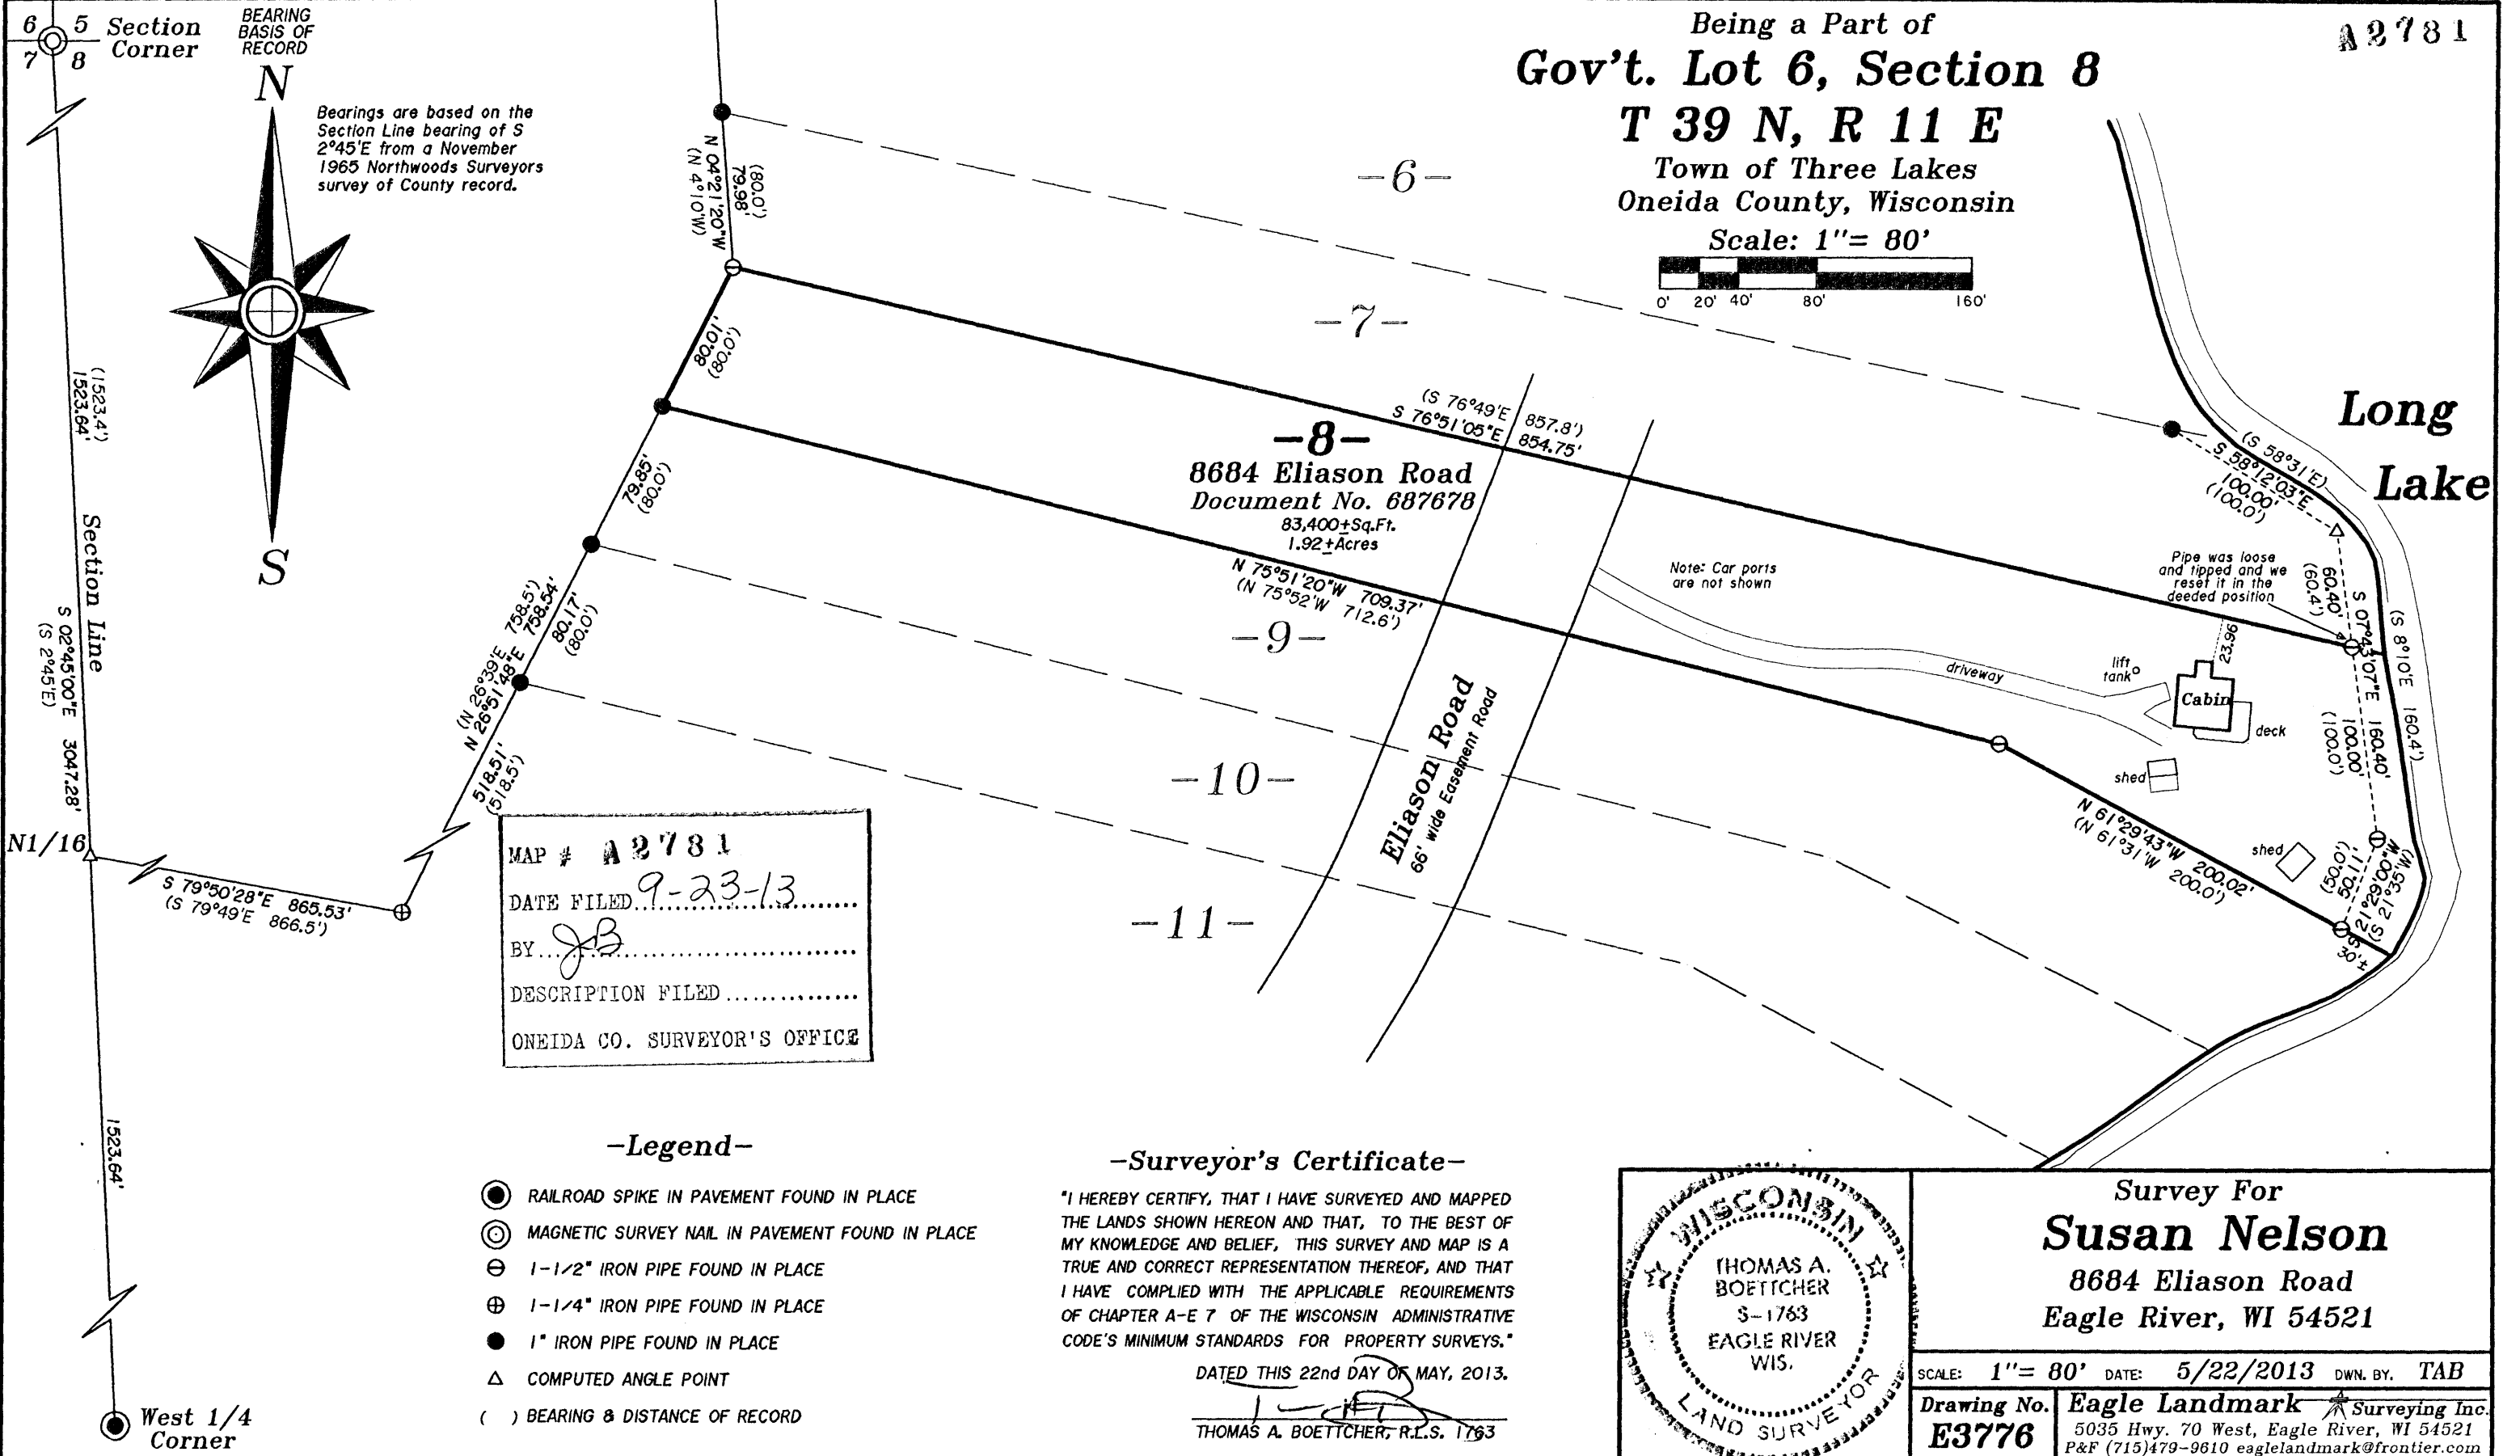 6 5 Section
7 8 Corner
BEARING
BASIS OF
RECORD
N
S
Bearings are based on the
Section Line bearing of S
2°45'E from a November
1965 Northwoods Surveyors
survey of County record.
Being a Part of
Gov't. Lot 6, Section 8
T 39 N, R 11 E
Town of Three Lakes
Oneida County, Wisconsin
Scale: 1"= 80'
0' 20' 40' 80' 160'
A2781
(80.0')
79.98'
N 04°21'20"W
(N 4°10'W)
-6-
-7-
80.01'
(80.0')
(S 76°49'E 857.8')
S 76°51'05"E 854.75'
-8-
8684 Eliason Road
Document No. 687678
83,400±Sq.Ft.
1.92±Acres
N 75°51'20"W 709.37'
(N 75°52'W 712.6')
79.85'
(80.0')
(N 26°39'E 758.5')
N 26°51'48"E 758.54'
80.17'
(80.0')
518.51'
(518.5')
-9-
-10-
-11-
Eliason Road
66' wide Easement Road
Note: Car ports
are not shown
driveway
lift
tank
Cabin
deck
23.96
shed
shed
Pipe was loose
and tipped and we
reset it in the
deeded position
Long
Lake
(S 58°31'E)
S 58°12'03"E
100.00'
(100.0')
60.40'
(60.4')
(S 8°10'E 160.4')
S 07°43'07"E 160.40'
100.00'
(100.0')
N 61°29'43"W 200.02'
(N 61°31'W 200.0')
(50.0')
50.11'
S 21°29'00"W
(S 21°35'W)
30'±
(1523.4')
1523.64'
Section Line
S 02°45'00"E 3047.28'
(S 2°45'E)
N1/16
S 79°50'28"E 865.53'
(S 79°49'E 866.5')
1523.64'
West 1/4
Corner
MAP # A2781
DATE FILED 9-23-13
BY JB
DESCRIPTION FILED
ONEIDA CO. SURVEYOR'S OFFICE
-Legend-
RAILROAD SPIKE IN PAVEMENT FOUND IN PLACE
MAGNETIC SURVEY NAIL IN PAVEMENT FOUND IN PLACE
1-1/2" IRON PIPE FOUND IN PLACE
1-1/4" IRON PIPE FOUND IN PLACE
1" IRON PIPE FOUND IN PLACE
COMPUTED ANGLE POINT
( ) BEARING & DISTANCE OF RECORD
-Surveyor's Certificate-
"I HEREBY CERTIFY, THAT I HAVE SURVEYED AND MAPPED
THE LANDS SHOWN HEREON AND THAT, TO THE BEST OF
MY KNOWLEDGE AND BELIEF, THIS SURVEY AND MAP IS A
TRUE AND CORRECT REPRESENTATION THEREOF, AND THAT
I HAVE COMPLIED WITH THE APPLICABLE REQUIREMENTS
OF CHAPTER A-E 7 OF THE WISCONSIN ADMINISTRATIVE
CODE'S MINIMUM STANDARDS FOR PROPERTY SURVEYS."
DATED THIS 22nd DAY OF MAY, 2013.
THOMAS A. BOETTCHER, R.L.S. 1763
WISCONSIN
THOMAS A.
BOETTCHER
S-1763
EAGLE RIVER
WIS.
LAND SURVEYOR
Survey For
Susan Nelson
8684 Eliason Road
Eagle River, WI 54521
SCALE: 1"= 80' DATE: 5/22/2013 DWN. BY. TAB
Drawing No.
E3776
Eagle Landmark Surveying Inc.
5035 Hwy. 70 West, Eagle River, WI 54521
P&F (715)479-9610 eaglelandmark@frontier.com